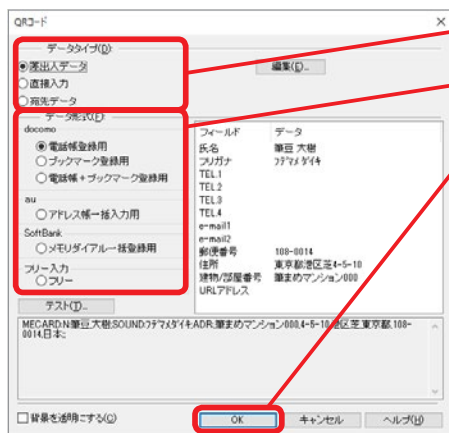 QRコード
データタイプ(D):
差出人データ
編集(E)...
直接入力
宛先データ
データ形式(F):
docomo
電話帳登録用
ブックマーク登録用
電話帳+ブックマーク登録用
au
アドレス帳一括入力用
SoftBank
メモリダイアル一括登録用
フリー入力
フリー
フィールド データ
氏名 筆豆 大樹
フリガナ フデマメ ダイキ
TEL1
TEL2
TEL3
TEL4
e-mail1
e-mail2
郵便番号 108-0014
住所 東京都港区芝4-5-10
建物/部屋番号 筆まめマンション000
URLアドレス
テスト(T)...
MECARD:N:筆豆大樹;SOUND:フデマメダイキ;ADR:筆まめマンション000,4-5-10,港区芝,東京都,108-
0014,日本;;
背景を透明にする(C)
OK キャンセル ヘルプ(H)